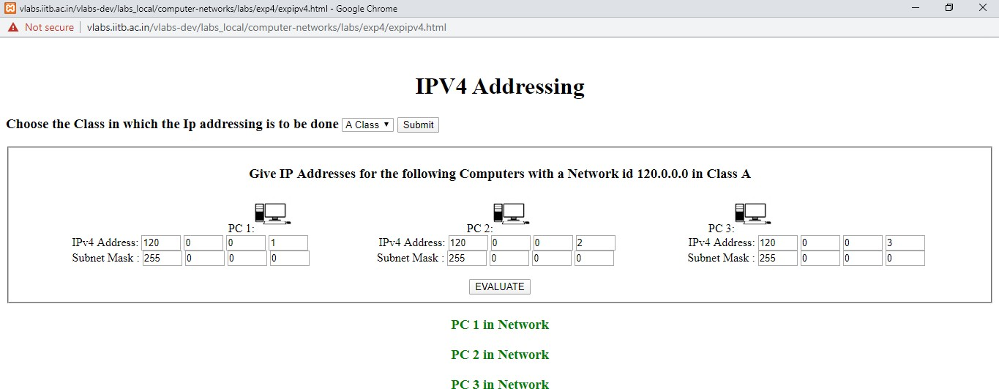 vlabs.iitb.ac.in/vlabs-dev/labs_local/computer-networks/labs/exp4/expipv4.html - Google Chrome
Not secure vlabs.iitb.ac.in/vlabs-dev/labs_local/computer-networks/labs/exp4/expipv4.html
IPV4 Addressing
Choose the Class in which the Ip addressing is to be done A Class Submit
Give IP Addresses for the following Computers with a Network id 120.0.0.0 in Class A
PC 1: PC 2: PC 3:
IPv4 Address: 120 0 0 1 IPv4 Address: 120 0 0 2 IPv4 Address: 120 0 0 3
Subnet Mask : 255 0 0 0 Subnet Mask : 255 0 0 0 Subnet Mask : 255 0 0 0
EVALUATE
PC 1 in Network
PC 2 in Network
PC 3 in Network